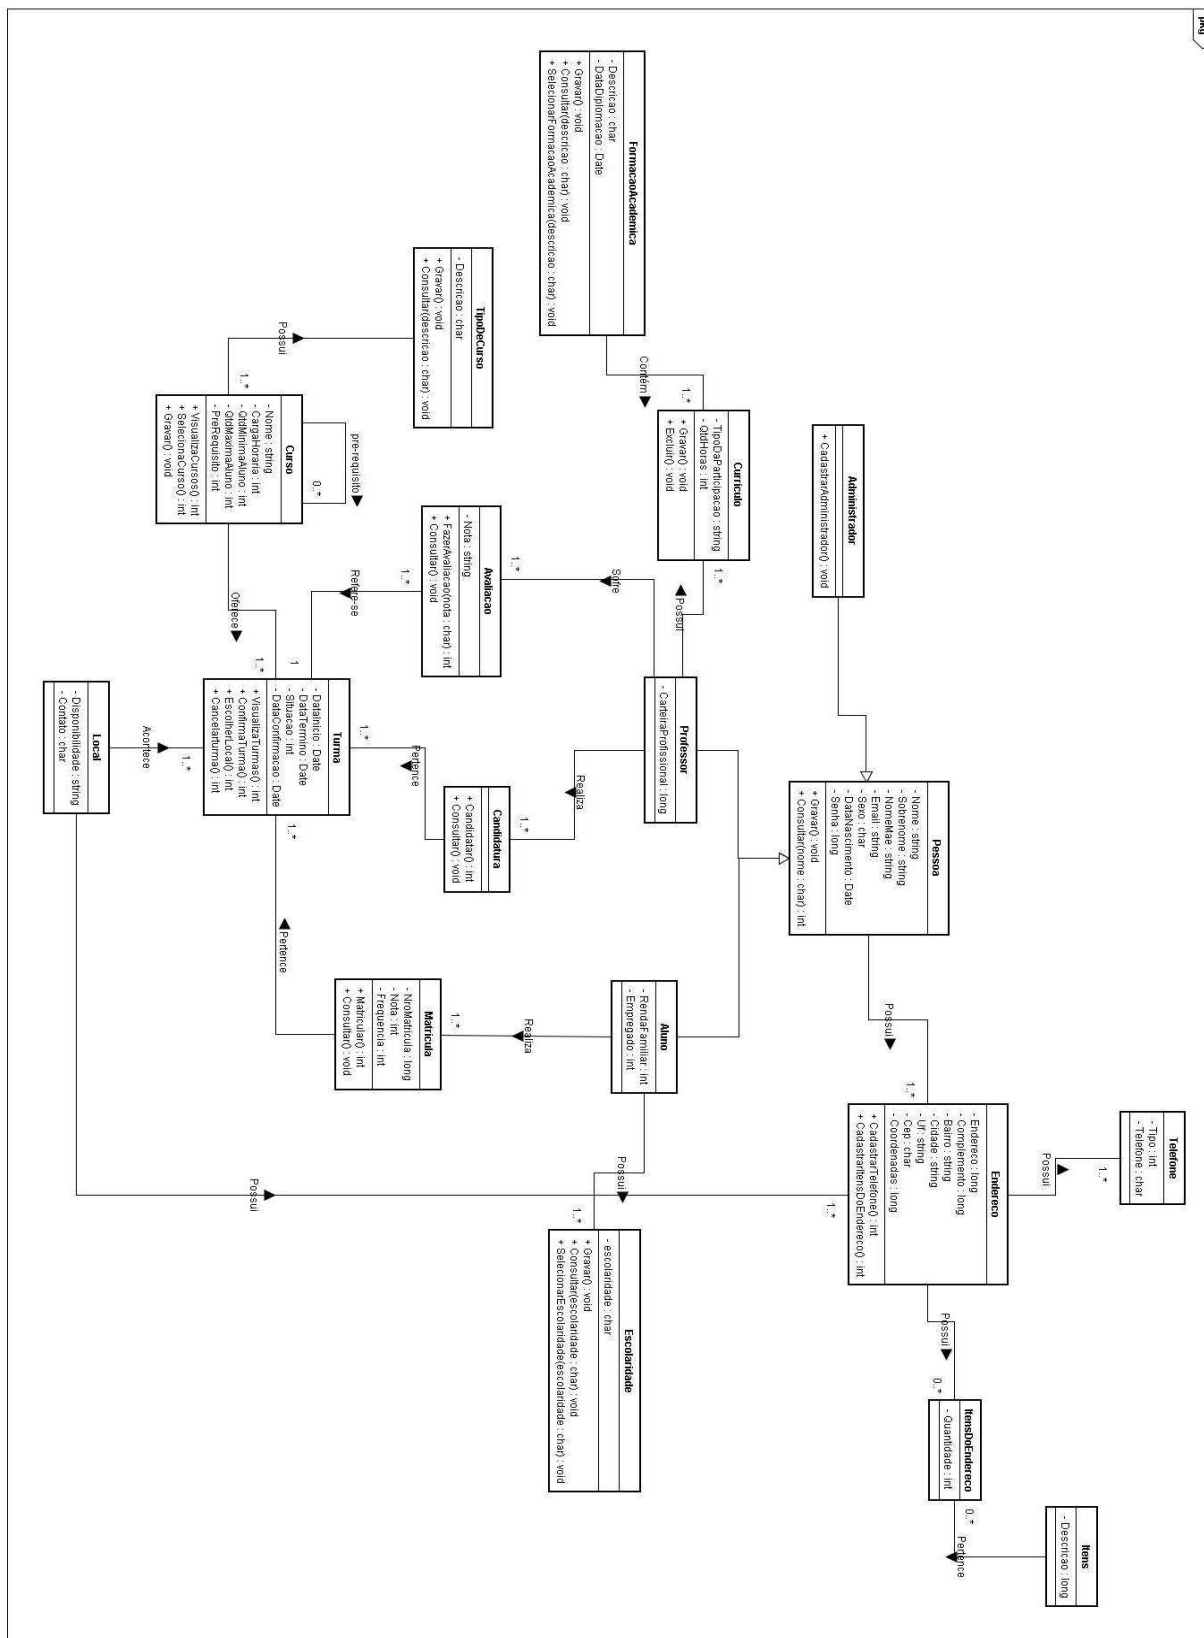 pkg
FormacaoAcademica
- Descricao : char
- DataDiplomacao : Date
+ Gravar() : void
+ Consultar(descricao : char) : void
+ SelecionarFormacaoAcademica(descricao : char) : void
Contém
1..*
Curriculo
- TipoDaParticipacao : string
- QtdHoras : int
+ Gravar() : void
+ Excluir() : void
1..*
Possui
Administrador
+ CadastrarAdministrador() : void
TipoDeCurso
- Descricao : char
+ Gravar() : void
+ Consultar(descricao : char) : void
Possui
1..*
Curso
- Nome : string
- CargaHoraria : int
- QtdMinimaAluno : int
- QtdMaximaAluno : int
- PreRequisito : int
+ VisualizaCursos() : int
+ SelecionaCurso() : int
+ Gravar() : void
pre-requisito
0..*
Oferece
1..*
Avaliacao
- Nota : string
+ FazerAvaliacao(nota : char) : int
+ Consultar() : void
1..*
Sofre
1..*
Refere-se
1
Professor
- CarteiraProfissional : long
Realiza
1..*
Pessoa
- Nome : string
- Sobrenome : string
- NomeMae : string
- Email : string
- Sexo : char
- DataNascimento : Date
- Senha : long
+ Gravar() : void
+ Consultar(nome : char) : int
Possui
1..*
Turma
- DataInicio : Date
- DataTermino : Date
- Situacao : int
- DataConfirmacao : Date
+ VisualizaTurmas() : int
+ ConfirmaTurma() : int
+ EscolherLocal() : int
+ Cancelarturma() : int
1..*
Pertence
Candidatura
+ Candidatar() : int
+ Consultar() : void
Local
- Disponibilidade : string
- Contato : char
Acontece
1..*
1..*
Pertence
Matricula
- NroMatricula : long
- Nota : int
- Frequencia : int
+ Matricular() : int
+ Consultar() : void
1..*
Realiza
Aluno
- RendaFamiliar : int
- Empregado : int
Possui
1..*
Escolaridade
- escolaridade : char
+ Gravar() : void
+ Consultar(escolaridade : char) : void
+ SelecionarEscolaridade(escolaridade : char) : void
Possui
1..*
Endereco
- Endereco : long
- Complemento : long
- Bairro : string
- Cidade : string
- Uf : string
- Cep : char
- Coordenadas : long
+ CadastrarTelefone() : int
+ CadastrarItensDoEndereco() : int
Possui
1..*
Telefone
- Tipo : int
- Telefone : char
Possui
0..*
ItensDoEndereco
- Quantidade : int
0..*
Pertence
Itens
- Descricao : long